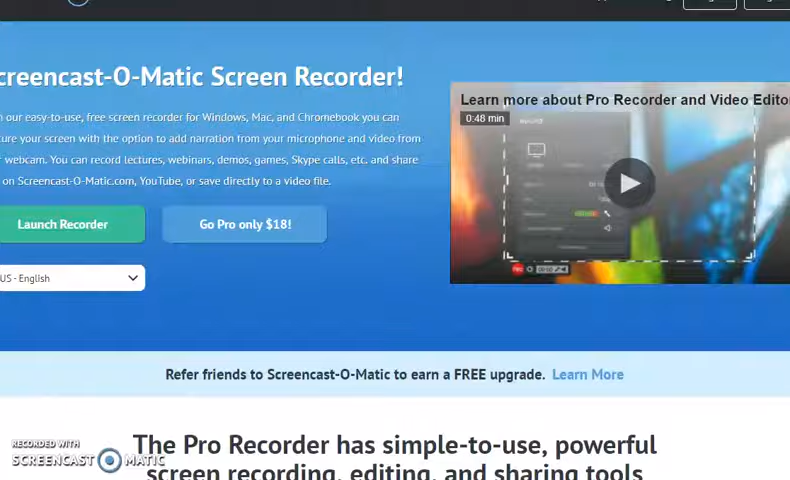 creencast-O-Matic Screen Recorder!
our easy-to-use, free screen recorder for Windows, Mac, and Chromebook you can
ture your screen with the option to add narration from your microphone and video from
webcam. You can record lectures, webinars, demos, games, Skype calls, etc. and share
on Screencast-O-Matic.com, YouTube, or save directly to a video file.
Launch Recorder
Go Pro only $18!
US - English
Learn more about Pro Recorder and Video Edito
0:48 min
Refer friends to Screencast-O-Matic to earn a FREE upgrade. Learn More
The Pro Recorder has simple-to-use, powerful
screen recording, editing, and sharing tools
RECORDED WITH
SCREENCAST MATIC